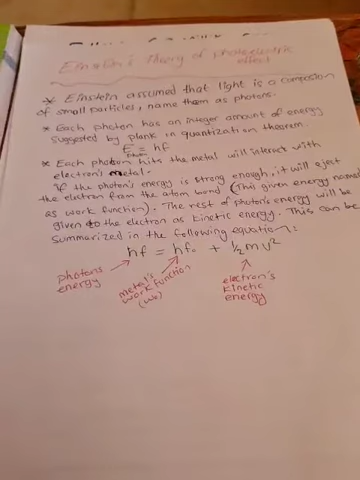 Einstein's theory of photoelectric
effect
* Einstein assumed that light is a composion
of small particles, name them as photons.
* Each photon has an integer amount of energy
suggested by plank in quantization theorem.
E = hf
photon
* Each photon hits the metal will interact with
electron's metal.
If the photon's energy is strong enough, it will eject
the electron from the atom bond (This given energy named
as work function). The rest of photon's energy will be
given to the electron as kinetic energy. This can be
summarized in the following equation:
hf = hf₀ + ½mv²
photon's
energy
metal's
work function
(w₀)
electron's
kinetic
energy